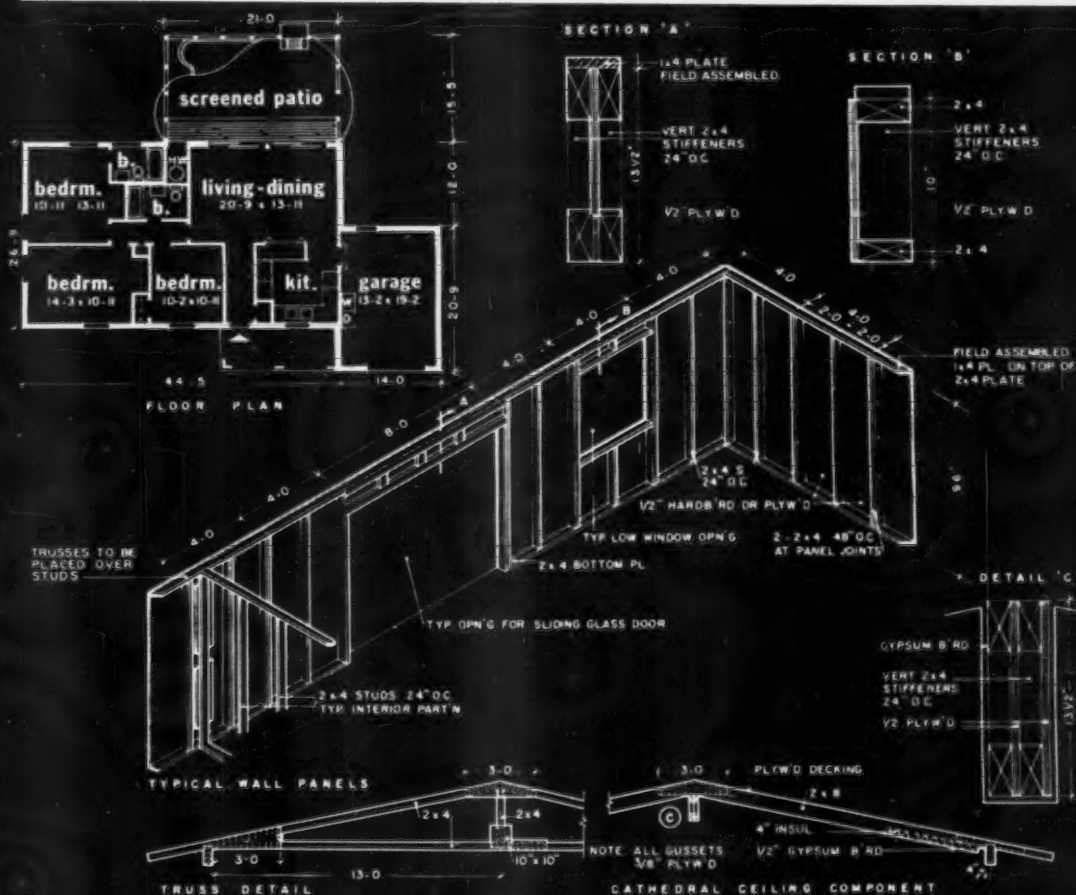 21-0
screened patio
15-5
b.
H W
bedrm.
10-11 13-11
b.
living-dining
20-9 x 13-11
12-0
26-9
bedrm.
14-3 x 10-11
bedrm.
10-2 x 10-11
kit.
garage
13-2 x 19-2
W
D
20-9
44-5
14-0
FLOOR PLAN
SECTION 'A'
1x4 PLATE
FIELD ASSEMBLED
VERT 2x4
STIFFENERS
24" O.C
13 1/2"
1/2" PLYW'D
SECTION 'B'
2x4
VERT 2x4
STIFFENERS
24" O.C
10"
1/2" PLYW'D
2x4
4-0
4-0
4-0
B
2-0
2-0
4-0
4-0
A
8-0
4-0
4-0
FIELD ASSEMBLED
1x4 PL. ON TOP OF
2x4 PLATE
2x4 S
24" O.C
1/2" HARDB'RD OR PLYW'D
TYP LOW WINDOW OPN'G
2-2x4 48" O.C
AT PANEL JOINTS
2x4 BOTTOM PL
TRUSSES TO BE
PLACED OVER
STUDS
TYP OPN'G FOR SLIDING GLASS DOOR
2x4 STUDS 24" O.C
TYP INTERIOR PART'N
TYPICAL WALL PANELS
DETAIL 'C'
GYPSUM B'RD
VERT 2x4
STIFFENERS
24" O.C
1/2" PLYW'D
13 1/2"
3-0
2x4
2x4
3-0
10" x 10"
13-0
TRUSS DETAIL
3-0
PLYW'D DECKING
2x8
C
4" INSUL
1/2" GYPSUM B'RD
NOTE ALL GUSSETS
3/8" PLYW'D
CATHEDRAL CEILING COMPONENT